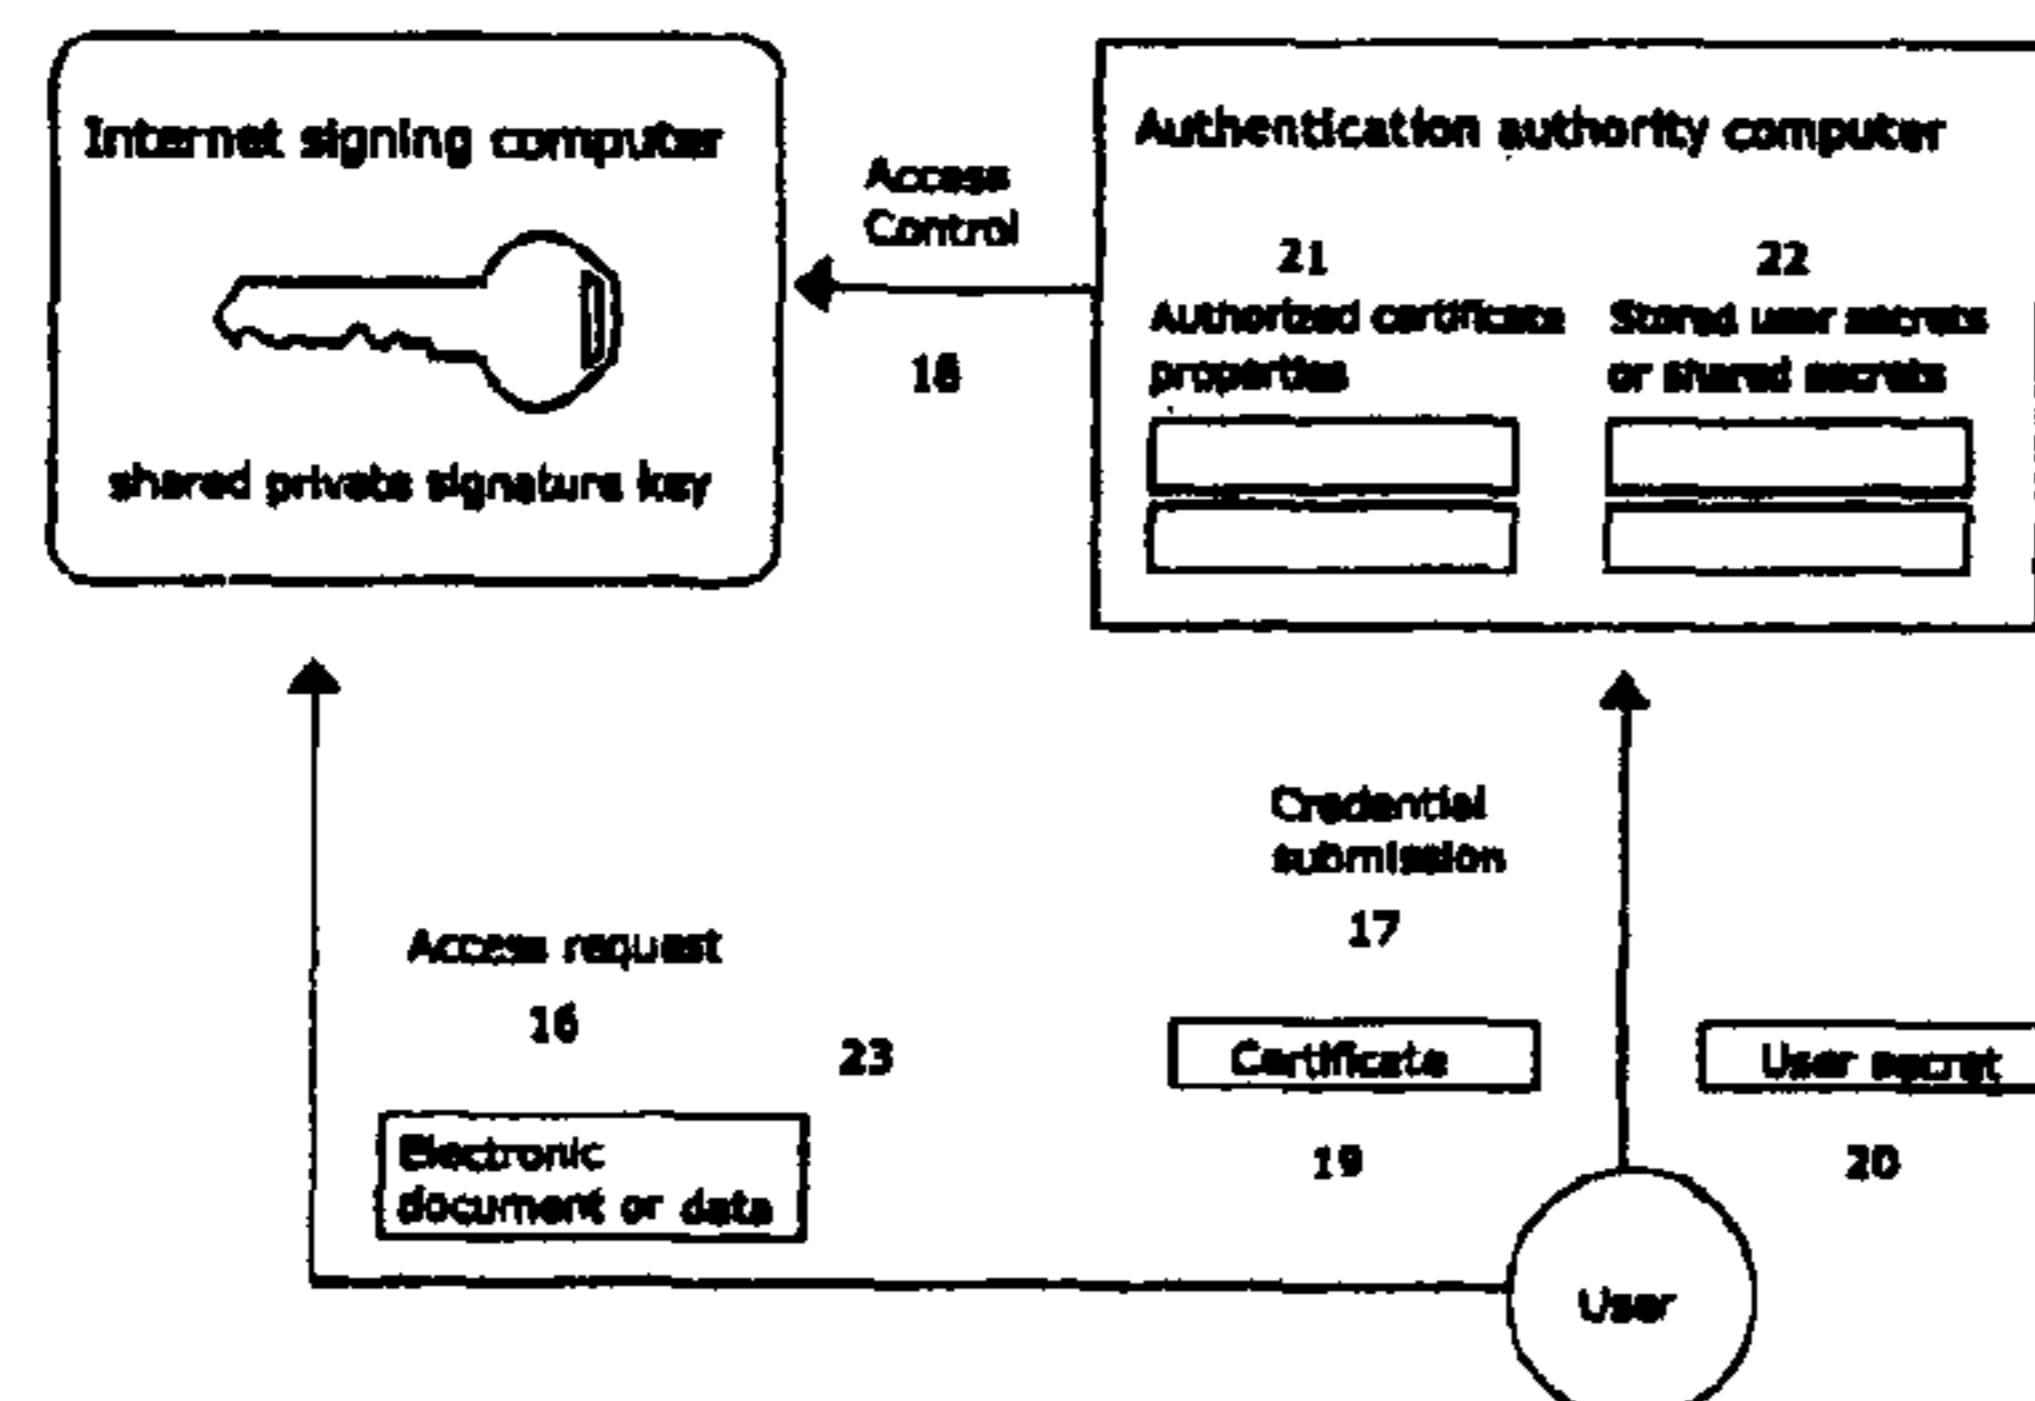 Internet signing computer
shared private signature key
Access
Control
18
Authentication authority computer
21
Authorized certificate
properties
22
Stored user secrets
or shared secrets
Credential
submission
17
Access request
16
23
Electronic
document or data
Certificate
19
User secret
20
User